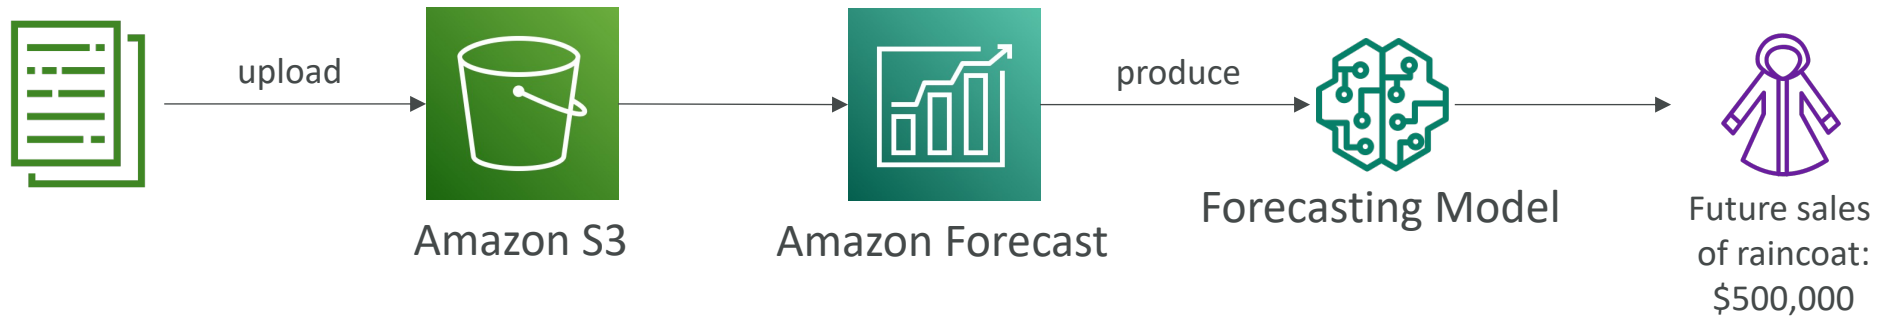 upload
Amazon S3
Amazon Forecast
produce
Forecasting Model
Future sales
of raincoat:
$500,000